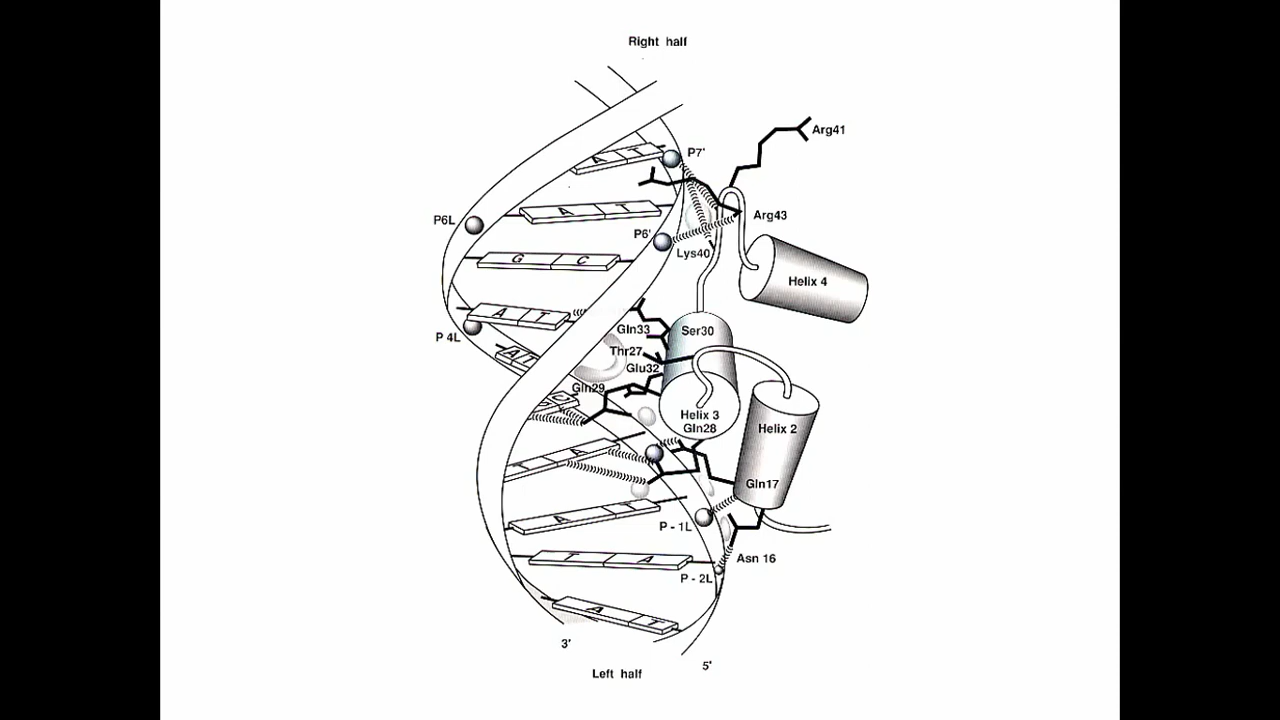 Right half
Arg41
P7'
A T
P6L
A T
Arg43
P6'
Lys40
G C
Helix 4
A T
Gln33
Ser30
P 4L
Thr27
A T
Glu32
Gln29
Helix 3
Gln28
Helix 2
T A
Gln17
A T
P - 1L
T A
Asn 16
P - 2L
A T
3'
5'
Left half